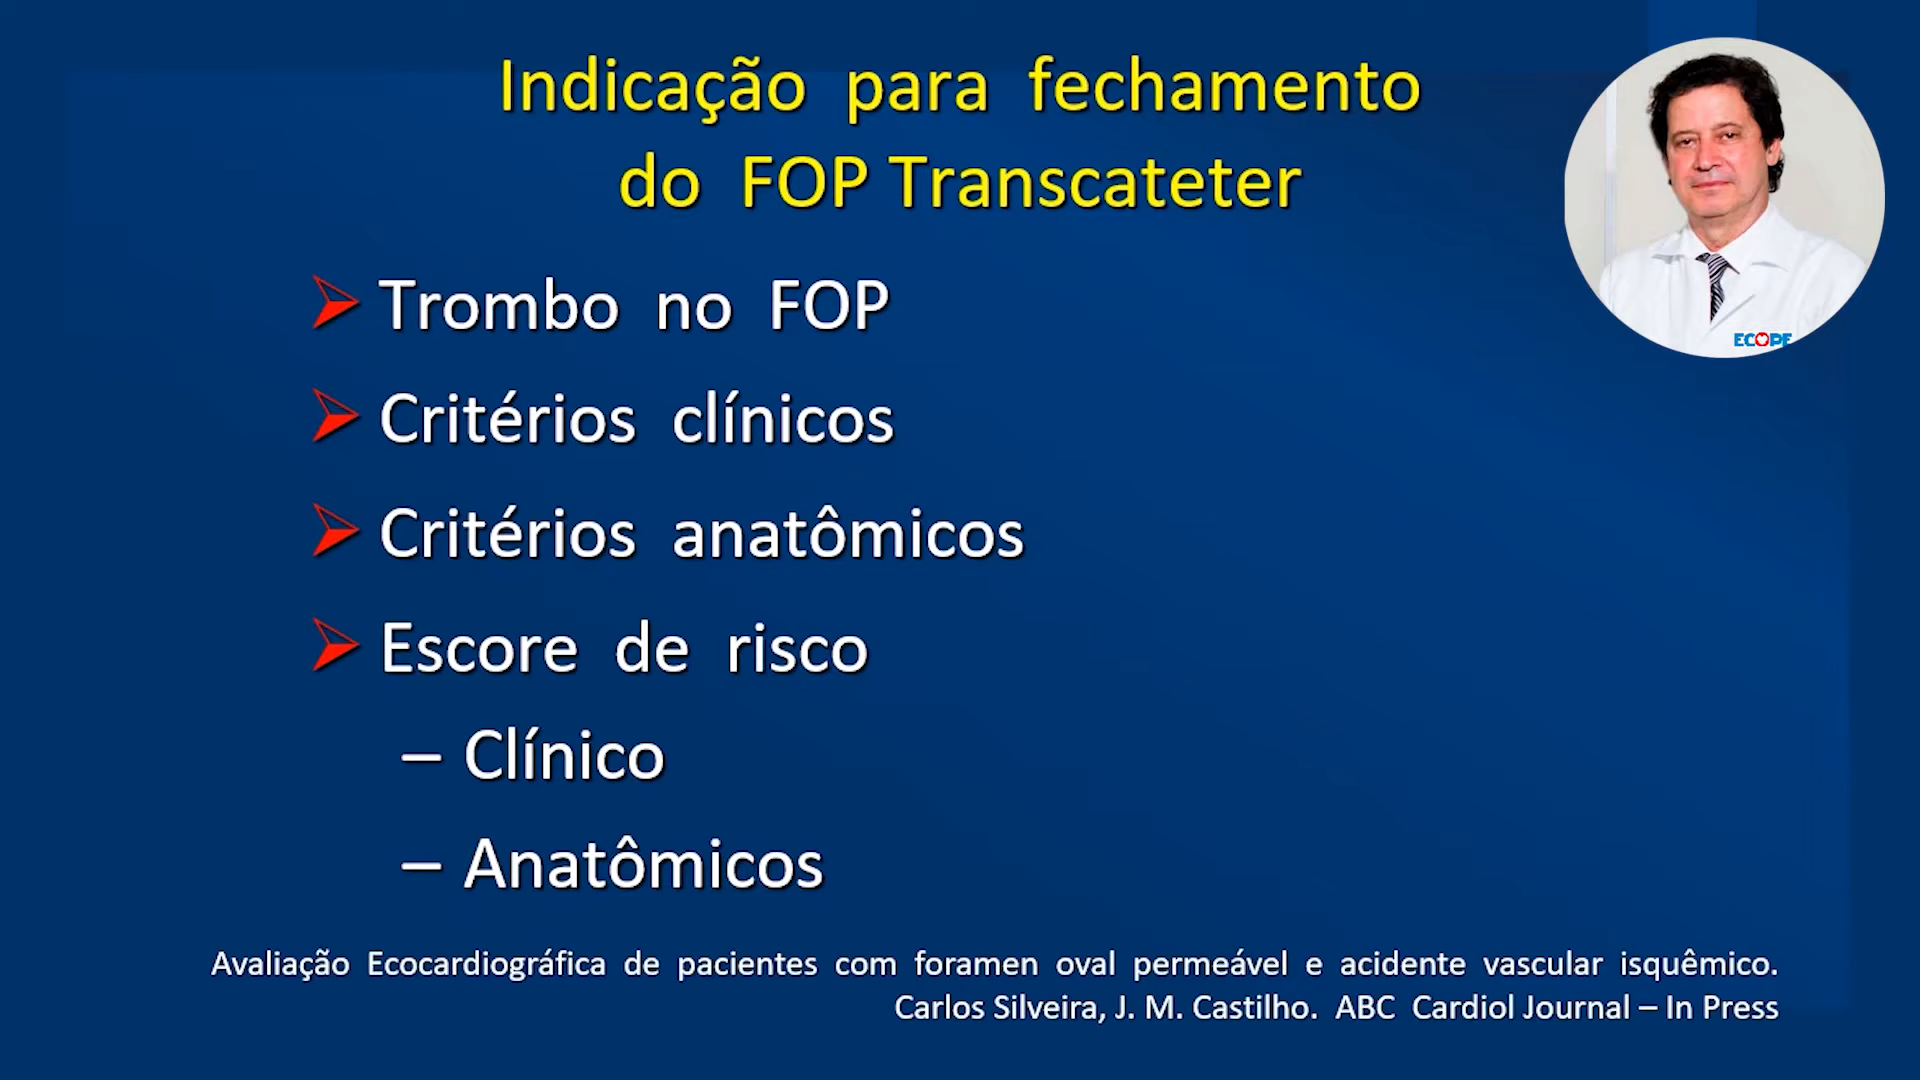 Indicação para fechamento
do FOP Transcateter
Trombo no FOP
Critérios clínicos
Critérios anatômicos
Escore de risco
– Clínico
– Anatômicos
ECOPE
Avaliação Ecocardiográfica de pacientes com foramen oval permeável e acidente vascular isquêmico.
Carlos Silveira, J. M. Castilho. ABC Cardiol Journal – In Press